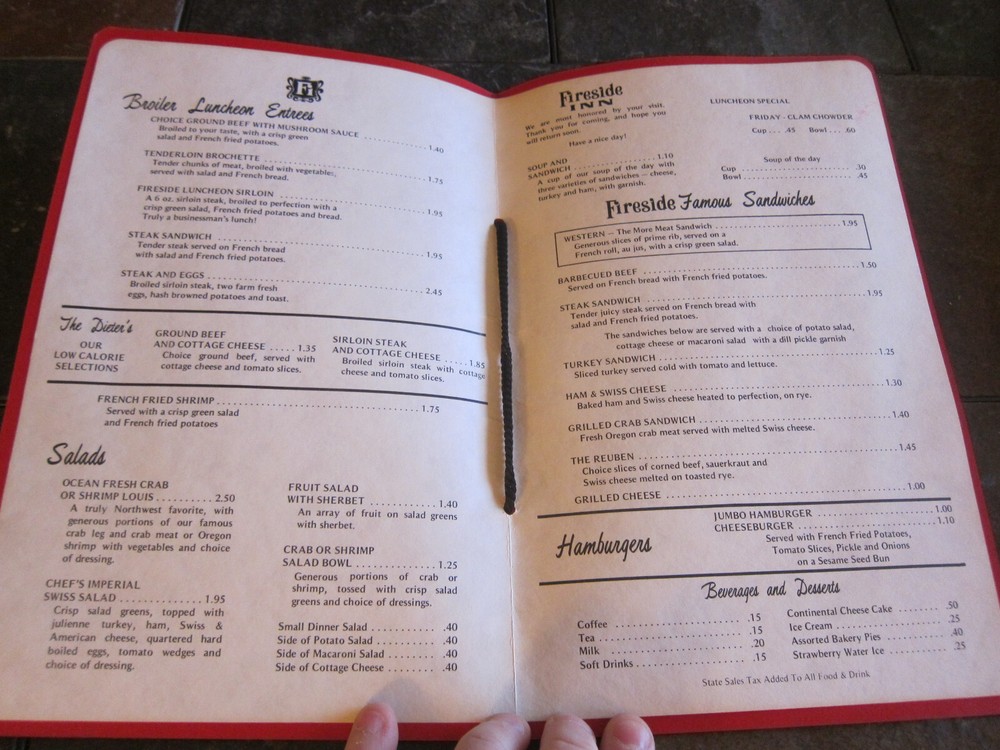 FI
Broiler Luncheon Entrees
CHOICE GROUND BEEF WITH MUSHROOM SAUCE .................... 1.40
Broiled to your taste, with a crisp green
salad and French fried potatoes.
TENDERLOIN BROCHETTE .................... 1.75
Tender chunks of meat, broiled with vegetables,
served with salad and French bread.
FIRESIDE LUNCHEON SIRLOIN .................... 1.95
A 6 oz. sirloin steak, broiled to perfection with a
crisp green salad, French fried potatoes and bread.
Truly a businessman's lunch!
STEAK SANDWICH .................... 1.95
Tender steak served on French bread
with salad and French fried potatoes.
STEAK AND EGGS .................... 2.45
Broiled sirloin steak, two farm fresh
eggs, hash browned potatoes and toast.
The Dieter's
OUR
LOW CALORIE
SELECTIONS
GROUND BEEF
AND COTTAGE CHEESE ..... 1.35
Choice ground beef, served with
cottage cheese and tomato slices.
SIRLOIN STEAK
AND COTTAGE CHEESE ..... 1.85
Broiled sirloin steak with cottage
cheese and tomato slices.
FRENCH FRIED SHRIMP .................... 1.75
Served with a crisp green salad
and French fried potatoes
Salads
OCEAN FRESH CRAB
OR SHRIMP LOUIS .......... 2.50
A truly Northwest favorite, with
generous portions of our famous
crab leg and crab meat or Oregon
shrimp with vegetables and choice
of dressing.
CHEF'S IMPERIAL
SWISS SALAD ............... 1.95
Crisp salad greens, topped with
julienne turkey, ham, Swiss &
American cheese, quartered hard
boiled eggs, tomato wedges and
choice of dressing.
FRUIT SALAD
WITH SHERBET ............ 1.40
An array of fruit on salad greens
with sherbet.
CRAB OR SHRIMP
SALAD BOWL ............... 1.25
Generous portions of crab or
shrimp, tossed with crisp salad
greens and choice of dressings.
Small Dinner Salad ......... .40
Side of Potato Salad ........ .40
Side of Macaroni Salad ..... .40
Side of Cottage Cheese ..... .40
Fireside
INN
We are most honored by your visit.
Thank you for coming, and hope you
will return soon.
Have a nice day!
SOUP AND
SANDWICH .................... 1.10
A cup of our soup of the day with
three varieties of sandwiches — cheese,
turkey and ham, with garnish.
LUNCHEON SPECIAL
FRIDAY - CLAM CHOWDER
Cup . . . .45 Bowl . . . .60
Soup of the day
Cup .................... .30
Bowl .................... .45
Fireside Famous Sandwiches
WESTERN — The More Meat Sandwich .................... 1.95
Generous slices of prime rib, served on a
French roll, au jus, with a crisp green salad.
BARBECUED BEEF .................... 1.50
Served on French bread with French fried potatoes.
STEAK SANDWICH .................... 1.95
Tender juicy steak served on French bread with
salad and French fried potatoes.
The sandwiches below are served with a choice of potato salad,
cottage cheese or macaroni salad with a dill pickle garnish
TURKEY SANDWICH .................... 1.25
Sliced turkey served cold with tomato and lettuce.
HAM & SWISS CHEESE .................... 1.30
Baked ham and Swiss cheese heated to perfection, on rye.
GRILLED CRAB SANDWICH .................... 1.40
Fresh Oregon crab meat served with melted Swiss cheese.
THE REUBEN .................... 1.45
Choice slices of corned beef, sauerkraut and
Swiss cheese melted on toasted rye.
GRILLED CHEESE .................... 1.00
Hamburgers
JUMBO HAMBURGER .................... 1.00
CHEESEBURGER .................... 1.10
Served with French Fried Potatoes,
Tomato Slices, Pickle and Onions
on a Sesame Seed Bun
Beverages and Desserts
Coffee .................... .15
Tea .................... .15
Milk .................... .20
Soft Drinks .................... .15
Continental Cheese Cake ........ .50
Ice Cream .................... .25
Assorted Bakery Pies ........... .40
Strawberry Water Ice ........... .25
State Sales Tax Added To All Food & Drink